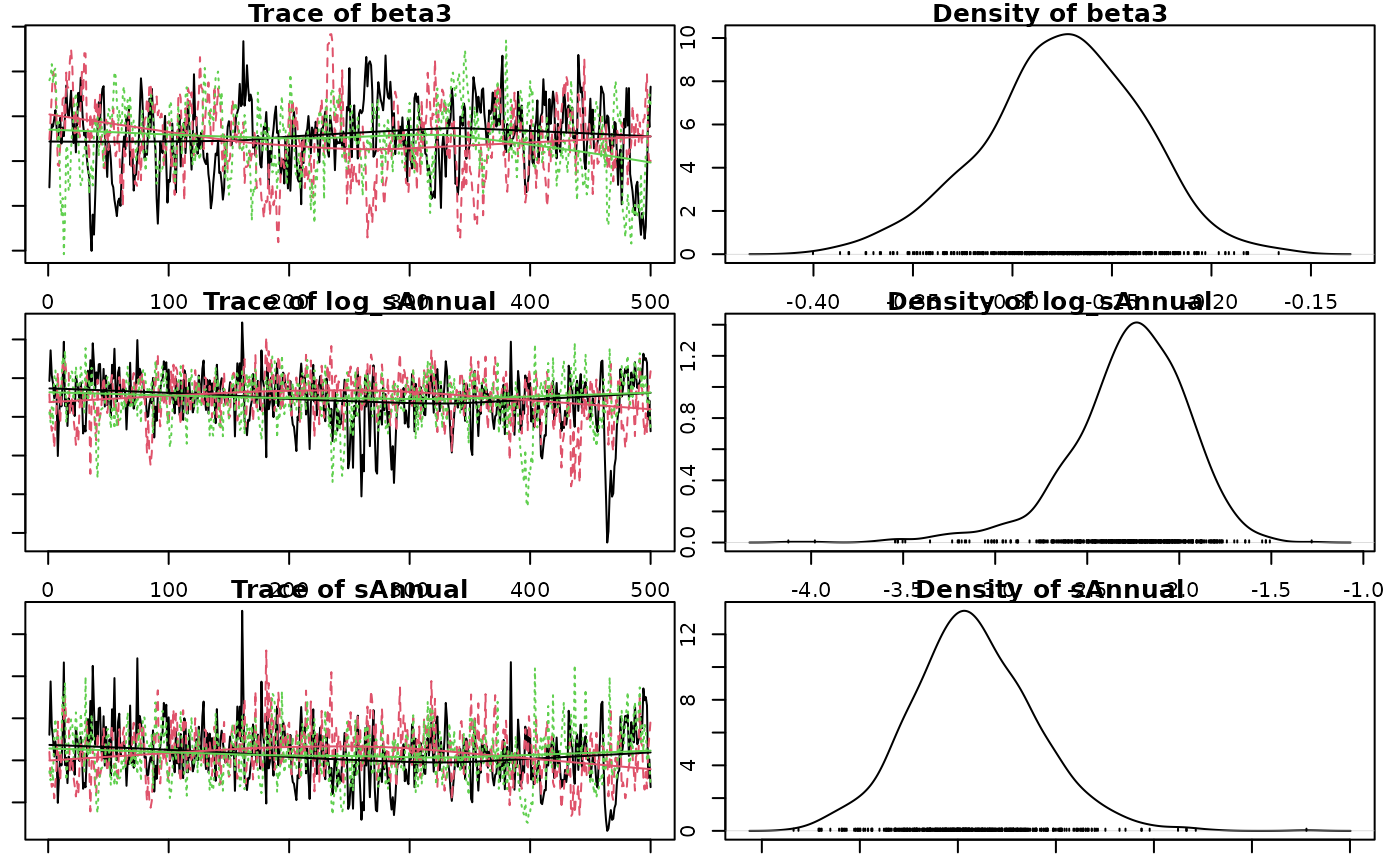 Trace of beta3
Density of beta3
10
8
6
4
2
0
0 100 200 300 400 500
-0.40 -0.35 -0.30 -0.25 -0.20 -0.15
Trace of log_sAnnual
Density of log_sAnnual
1.2
0.8
0.4
0.0
0 100 200 300 400 500
-4.0 -3.5 -3.0 -2.5 -2.0 -1.5 -1.0
Trace of sAnnual
Density of sAnnual
12
8
4
0